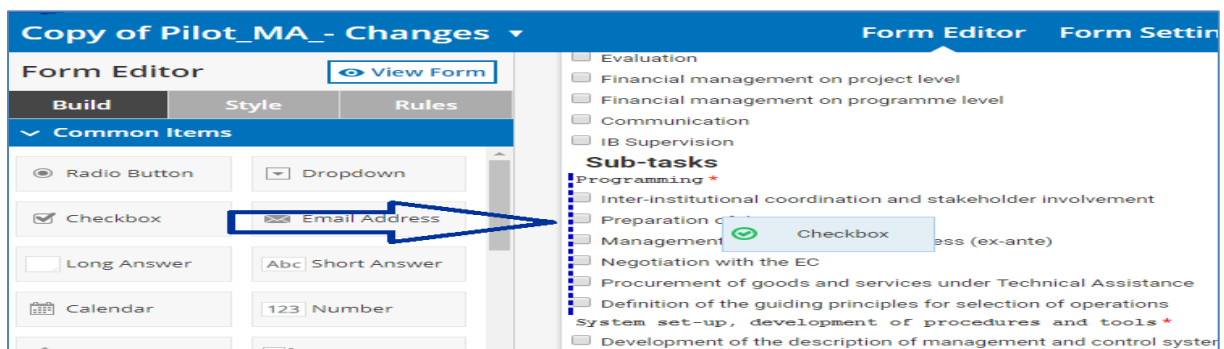 Copy of Pilot_MA_- Changes
Form Editor Form Settin
Form Editor
View Form
Build Style Rules
Common Items
Radio Button Dropdown
Checkbox Email Address
Long Answer Abc Short Answer
Calendar 123 Number
Evaluation
Financial management on project level
Financial management on programme level
Communication
IB Supervision
Sub-tasks
Programming *
Inter-institutional coordination and stakeholder involvement
Preparation
Checkbox
Management ess (ex-ante)
Negotiation with the EC
Procurement of goods and services under Technical Assistance
Definition of the guiding principles for selection of operations
System set-up, development of procedures and tools *
Development of the description of management and control syster